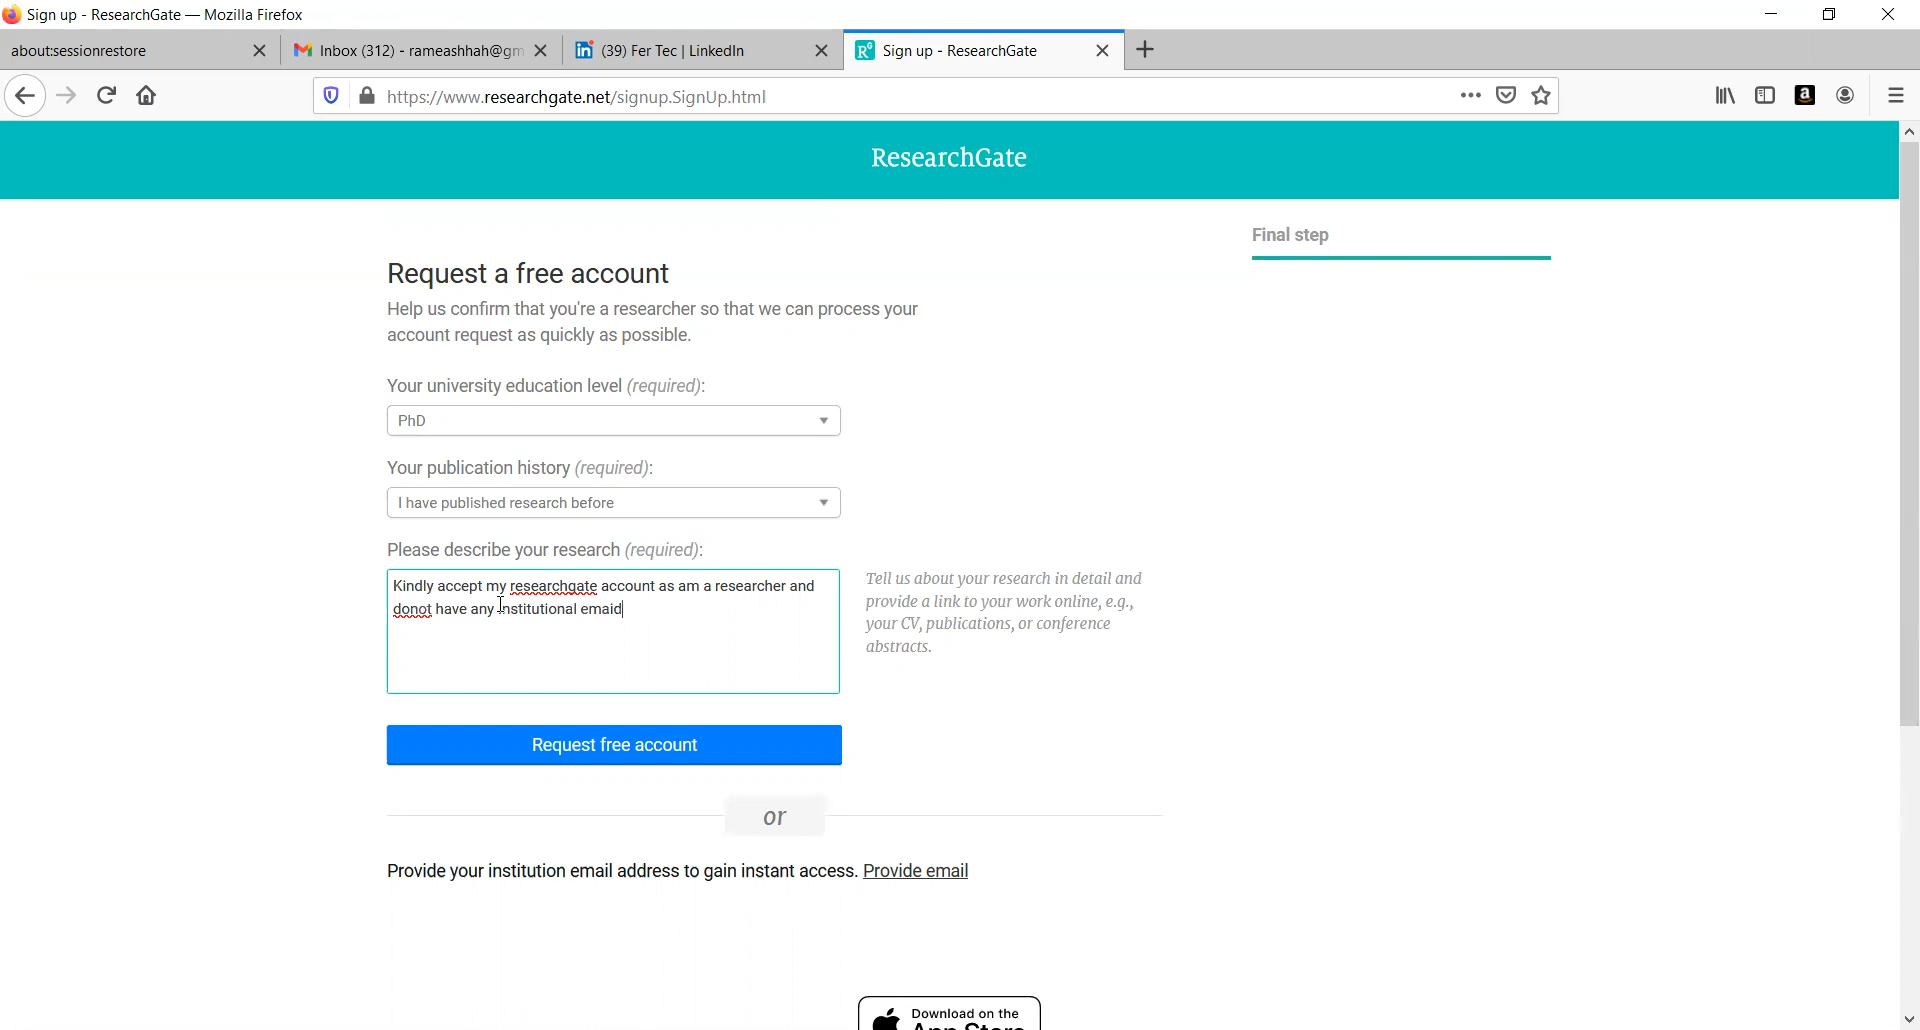 Sign up - ResearchGate — Mozilla Firefox
about:sessionrestore
Inbox (312) - rameashhah@gm
(39) Fer Tec | LinkedIn
Sign up - ResearchGate
https://www.researchgate.net/signup.SignUp.html
ResearchGate
Final step
Request a free account
Help us confirm that you're a researcher so that we can process your
account request as quickly as possible.
Your university education level (required):
PhD
Your publication history (required):
I have published research before
Please describe your research (required):
Kindly accept my researchgate account as am a researcher and
donot have any institutional emaid
Tell us about your research in detail and
provide a link to your work online, e.g.,
your CV, publications, or conference
abstracts.
Request free account
or
Provide your institution email address to gain instant access. Provide email
Download on the
App Store